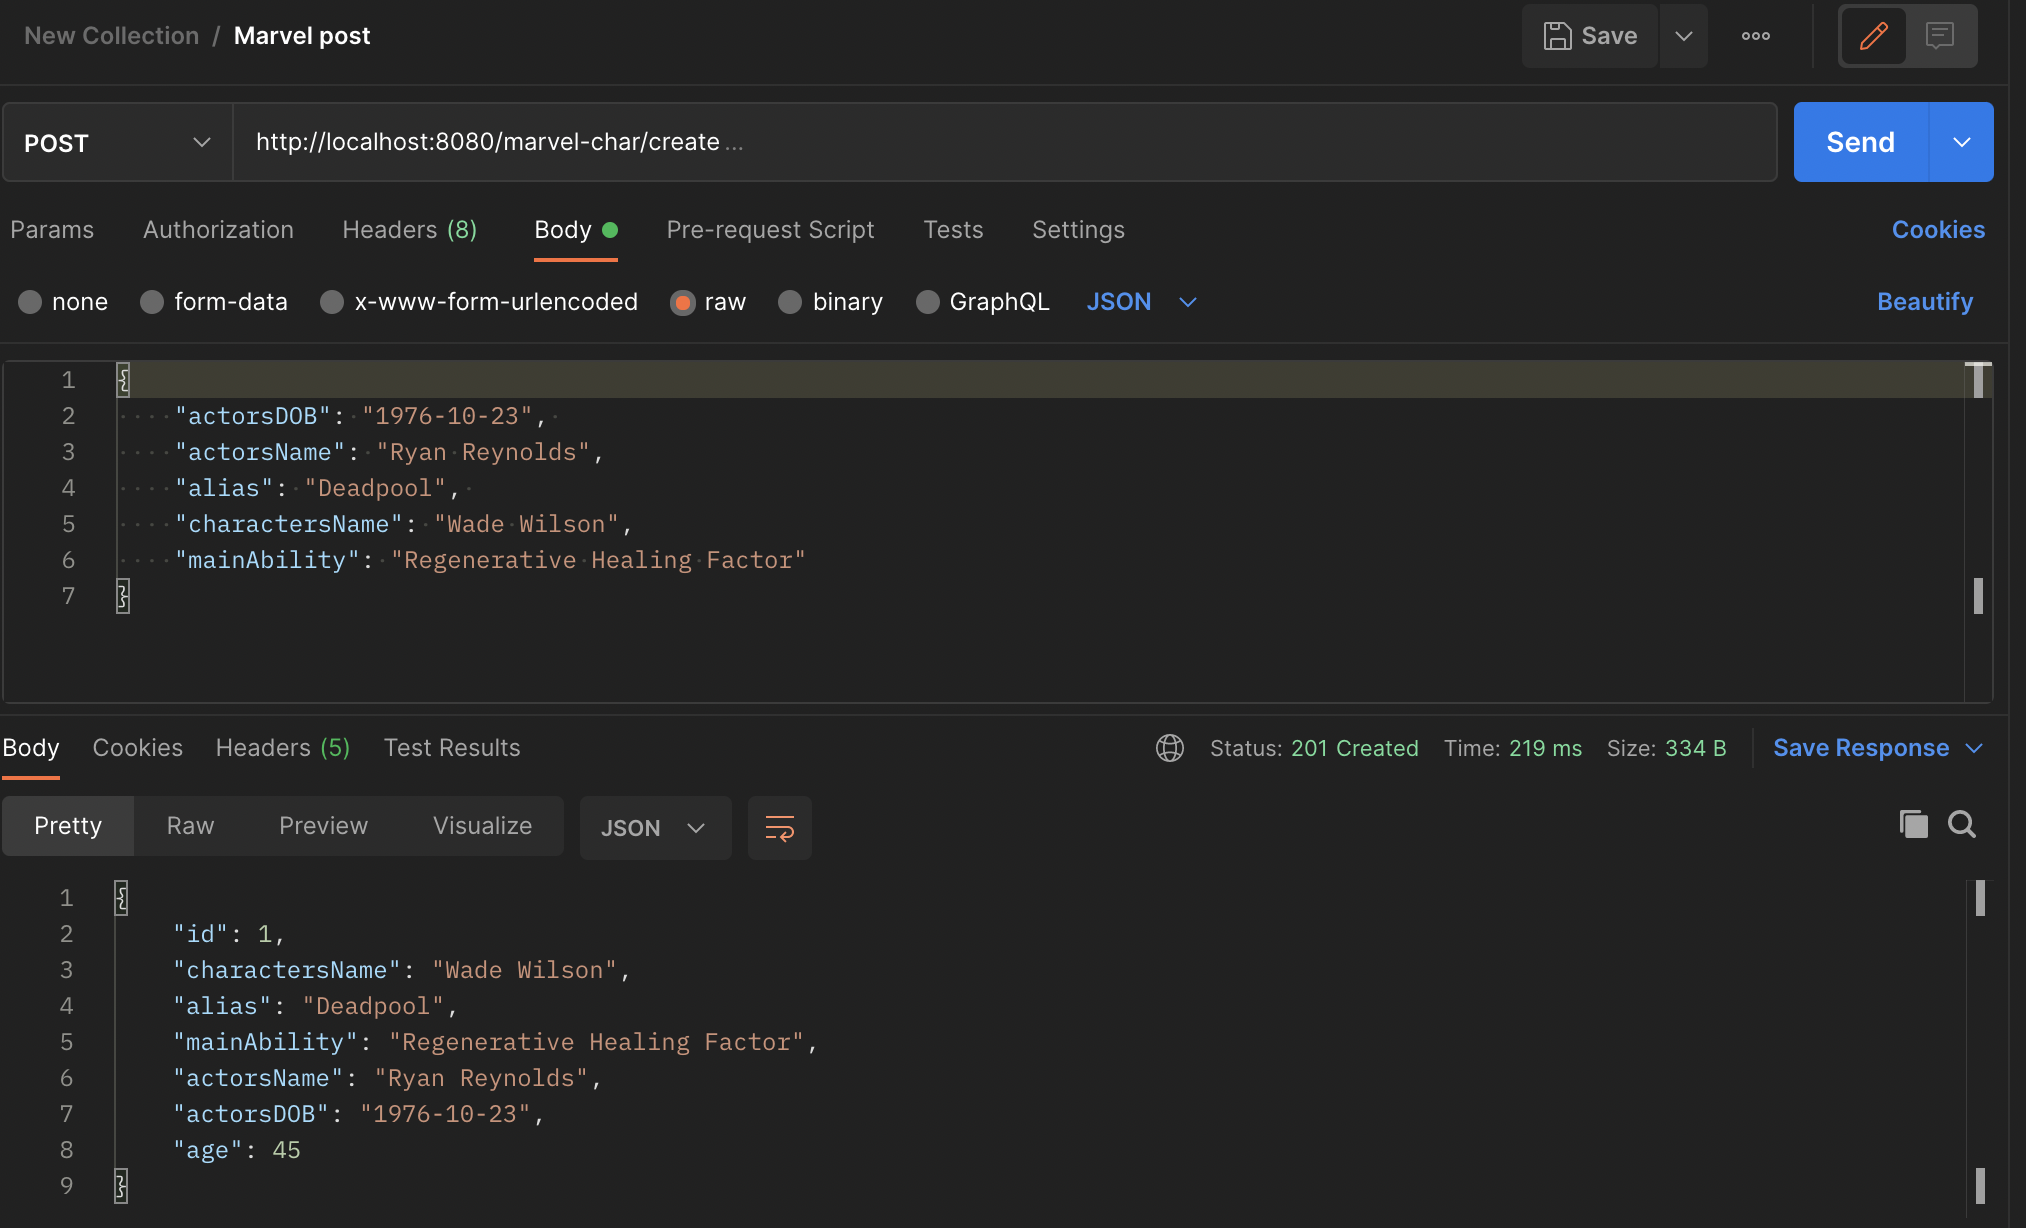 New Collection / Marvel post
Save
POST
http://localhost:8080/marvel-char/create ...
Send
Params Authorization Headers (8) Body Pre-request Script Tests Settings Cookies
none form-data x-www-form-urlencoded raw binary GraphQL JSON Beautify
1 {
2 "actorsDOB": "1976-10-23",
3 "actorsName": "Ryan Reynolds",
4 "alias": "Deadpool",
5 "charactersName": "Wade Wilson",
6 "mainAbility": "Regenerative Healing Factor"
7 }
Body Cookies Headers (5) Test Results Status: 201 Created Time: 219 ms Size: 334 B Save Response
Pretty Raw Preview Visualize JSON
1 {
2 "id": 1,
3 "charactersName": "Wade Wilson",
4 "alias": "Deadpool",
5 "mainAbility": "Regenerative Healing Factor",
6 "actorsName": "Ryan Reynolds",
7 "actorsDOB": "1976-10-23",
8 "age": 45
9 }